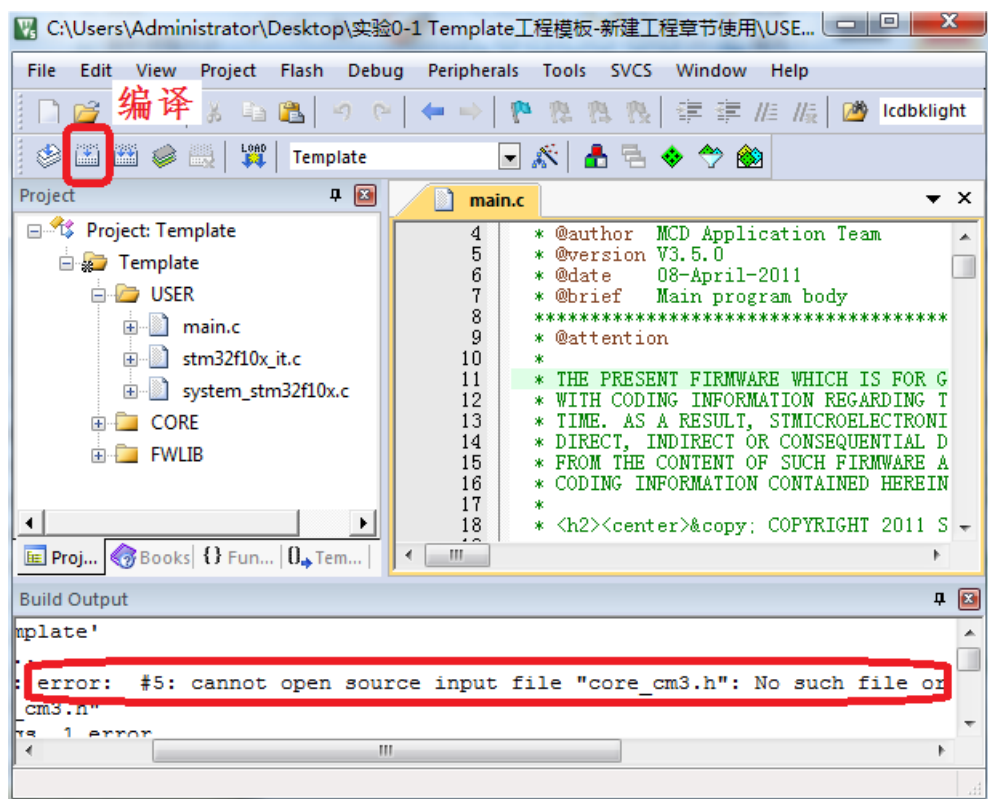 C:\Users\Administrator\Desktop\实验0-1 Template工程模板-新建工程章节使用\USE...
File Edit View Project Flash Debug Peripherals Tools SVCS Window Help
编译
lcdbklight
LOAD
Template
Project
main.c
Project: Template
Template
USER
main.c
stm32f10x_it.c
system_stm32f10x.c
CORE
FWLIB
4 * @author MCD Application Team
5 * @version V3.5.0
6 * @date 08-April-2011
7 * @brief Main program body
8 *************************************
9 * @attention
10 *
11 * THE PRESENT FIRMWARE WHICH IS FOR G
12 * WITH CODING INFORMATION REGARDING T
13 * TIME. AS A RESULT, STMICROELECTRONI
14 * DIRECT, INDIRECT OR CONSEQUENTIAL D
15 * FROM THE CONTENT OF SUCH FIRMWARE A
16 * CODING INFORMATION CONTAINED HEREIN
17 *
18 * <h2><center>&copy; COPYRIGHT 2011 S
Proj... Books {} Fun... 0 Tem...
Build Output
mplate'
: error: #5: cannot open source input file "core_cm3.h": No such file or
_cm3.h"
gs, 1 error